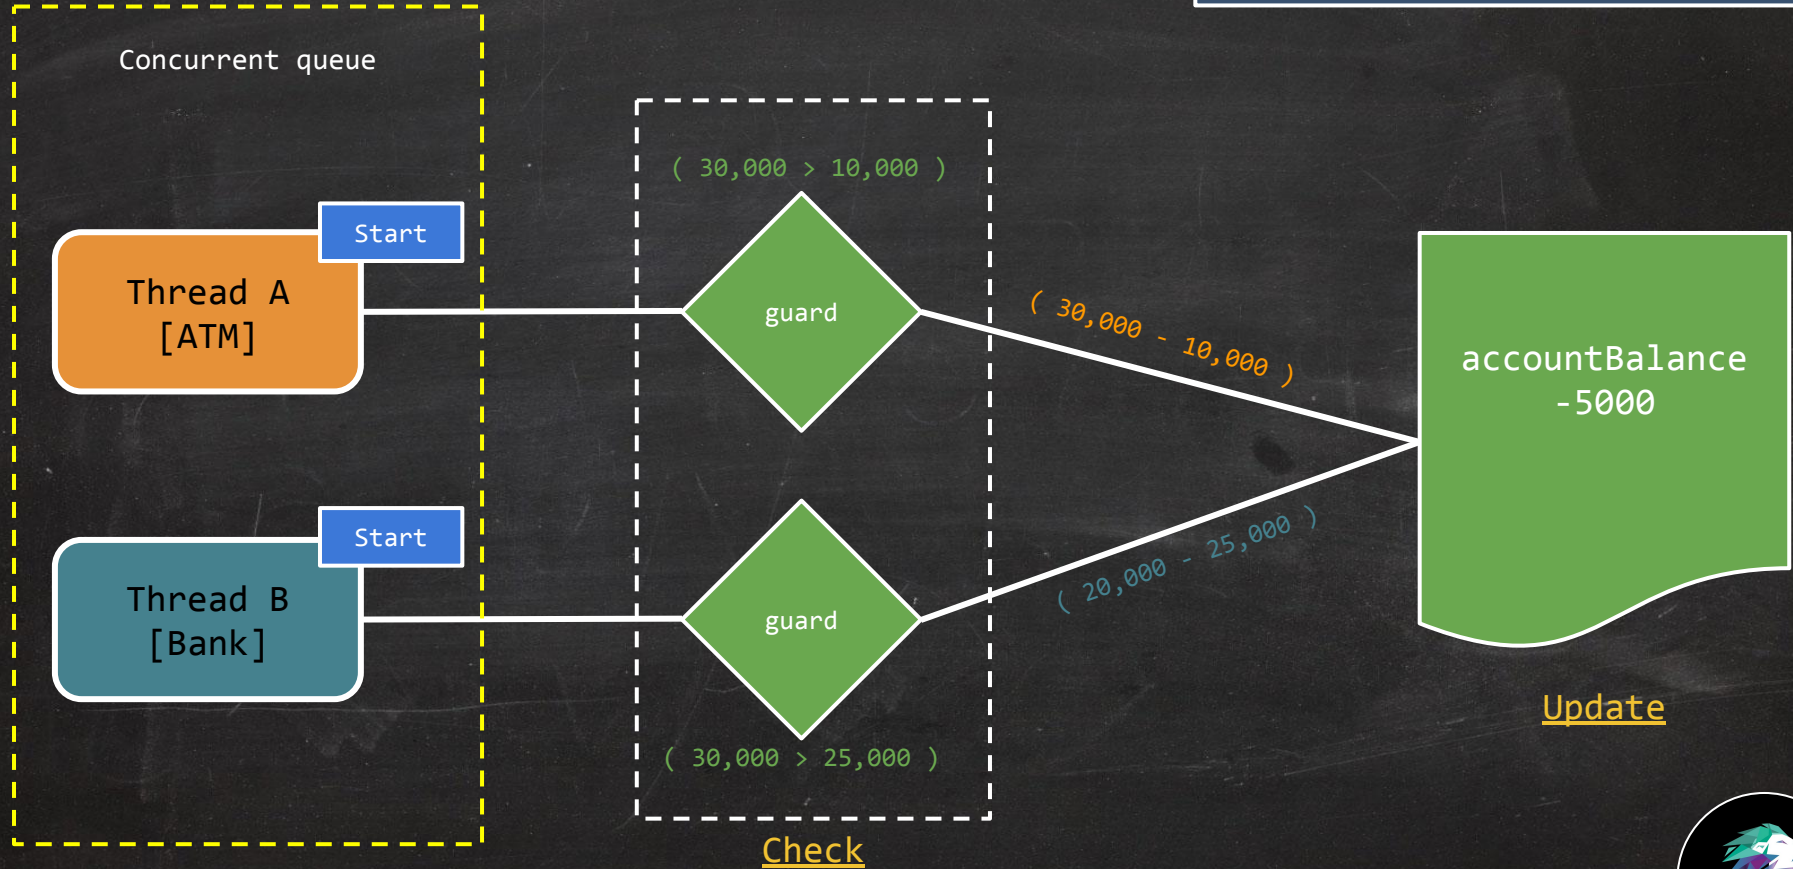 Concurrent queue
( 30,000 > 10,000 )
Start
Thread A
[ATM]
guard
( 30,000 - 10,000 )
accountBalance
-5000
Start
Thread B
[Bank]
guard
( 20,000 - 25,000 )
( 30,000 > 25,000 )
Update
Check